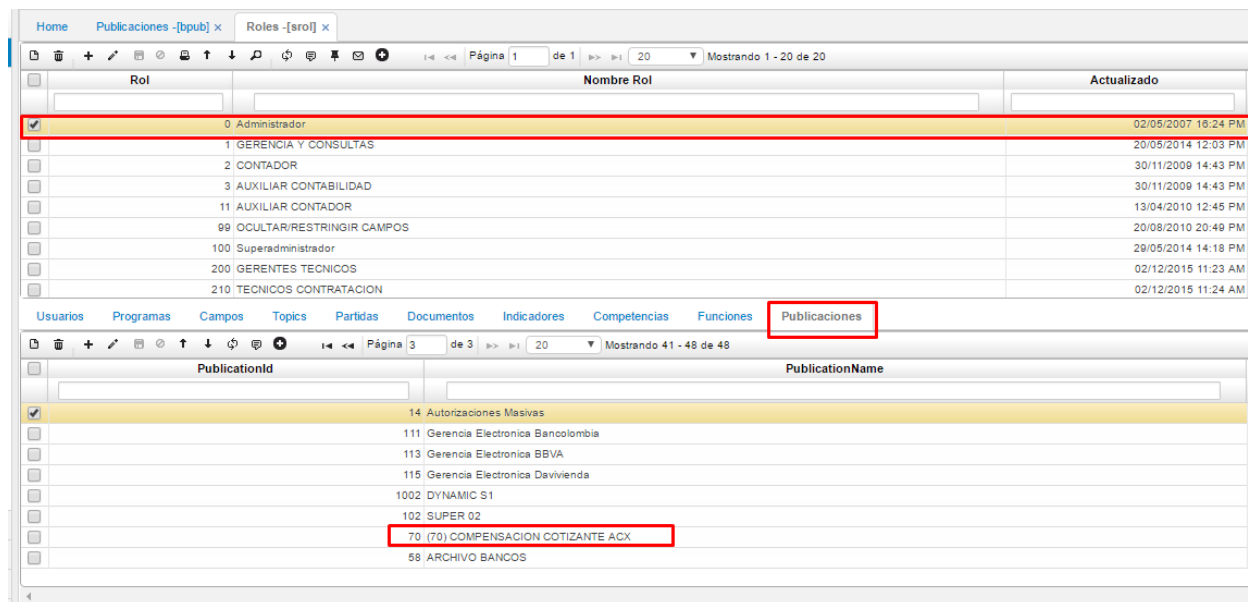 Home Publicaciones -[bpub] × Roles -[srol] ×
Página 1 de 1 20 Mostrando 1 - 20 de 20
Rol Nombre Rol Actualizado
0 Administrador 02/05/2007 16:24 PM
1 GERENCIA Y CONSULTAS 20/05/2014 12:03 PM
2 CONTADOR 30/11/2009 14:43 PM
3 AUXILIAR CONTABILIDAD 30/11/2009 14:43 PM
11 AUXILIAR CONTADOR 13/04/2010 12:45 PM
99 OCULTAR/RESTRINGIR CAMPOS 20/08/2010 20:49 PM
100 Superadministrador 29/05/2014 14:18 PM
200 GERENTES TECNICOS 02/12/2015 11:23 AM
210 TECNICOS CONTRATACION 02/12/2015 11:24 AM
Usuarios Programas Campos Topics Partidas Documentos Indicadores Competencias Funciones Publicaciones
Página 3 de 3 20 Mostrando 41 - 48 de 48
PublicationId PublicationName
14 Autorizaciones Masivas
111 Gerencia Electronica Bancolombia
113 Gerencia Electronica BBVA
115 Gerencia Electronica Davivienda
1002 DYNAMIC S1
102 SUPER 02
70 (70) COMPENSACION COTIZANTE ACX
58 ARCHIVO BANCOS